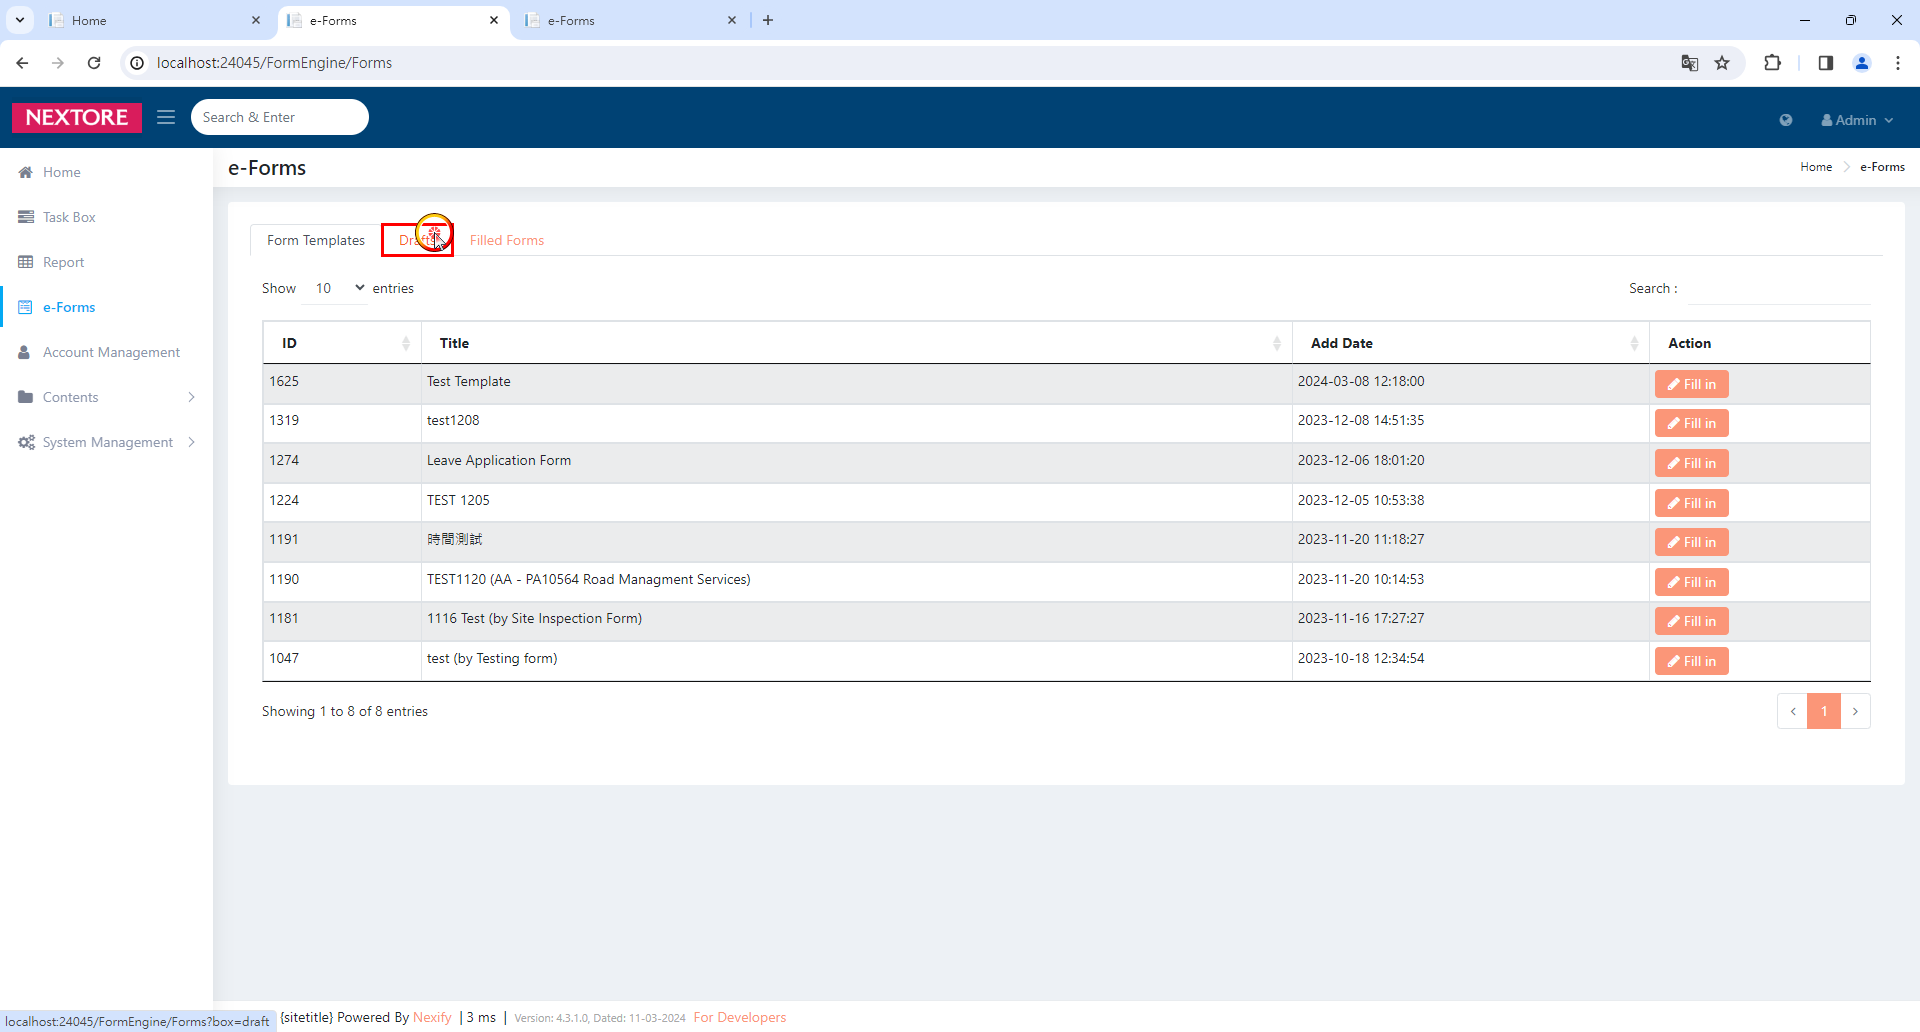 Home
e-Forms
e-Forms
localhost:24045/FormEngine/Forms
NEXTORE
Search & Enter
Admin
Home
Task Box
Report
e-Forms
Account Management
Contents
System Management
e-Forms
Home e-Forms
Form Templates Drafts Filled Forms
Show 10 entries
Search :
ID Title Add Date Action
1625 Test Template 2024-03-08 12:18:00 Fill in
1319 test1208 2023-12-08 14:51:35 Fill in
1274 Leave Application Form 2023-12-06 18:01:20 Fill in
1224 TEST 1205 2023-12-05 10:53:38 Fill in
1191 時間測試 2023-11-20 11:18:27 Fill in
1190 TEST1120 (AA - PA10564 Road Managment Services) 2023-11-20 10:14:53 Fill in
1181 1116 Test (by Site Inspection Form) 2023-11-16 17:27:27 Fill in
1047 test (by Testing form) 2023-10-18 12:34:54 Fill in
Showing 1 to 8 of 8 entries
< 1 >
localhost:24045/FormEngine/Forms?box=draft
{sitetitle} Powered By Nexify | 3 ms | Version: 4.3.1.0, Dated: 11-03-2024 For Developers